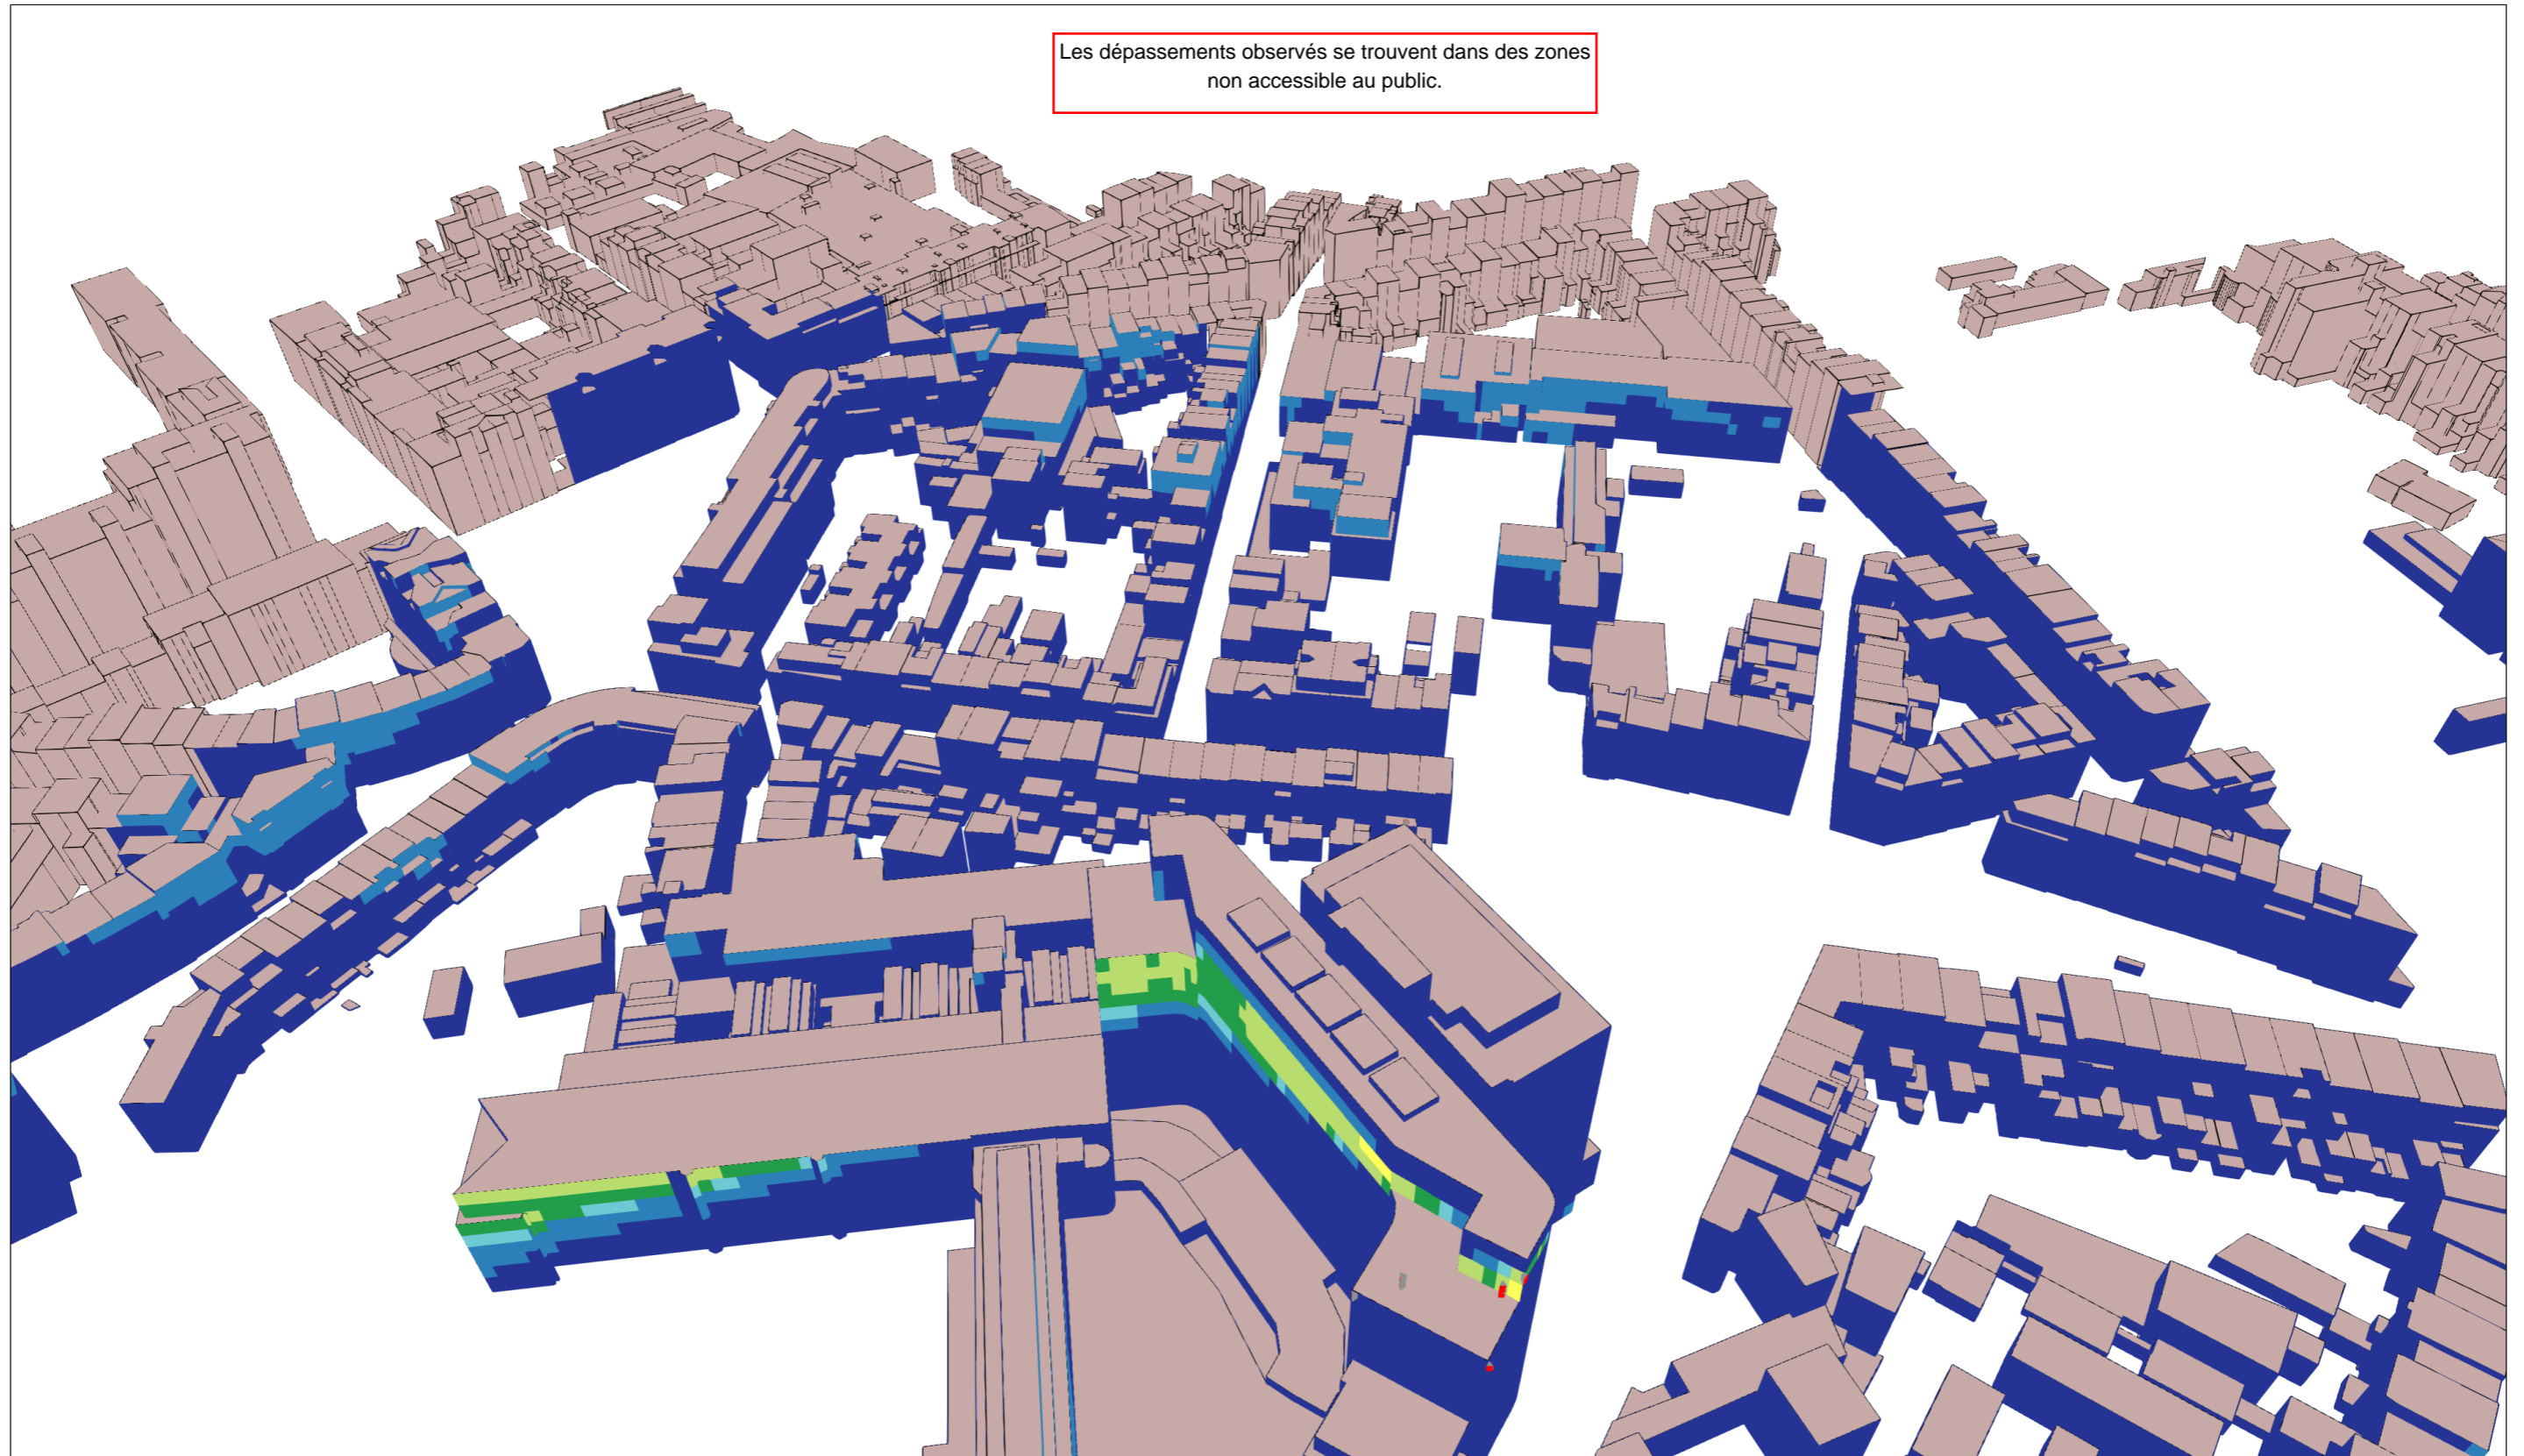 Les dépassements observés se trouvent dans des zones
non accessible au public.